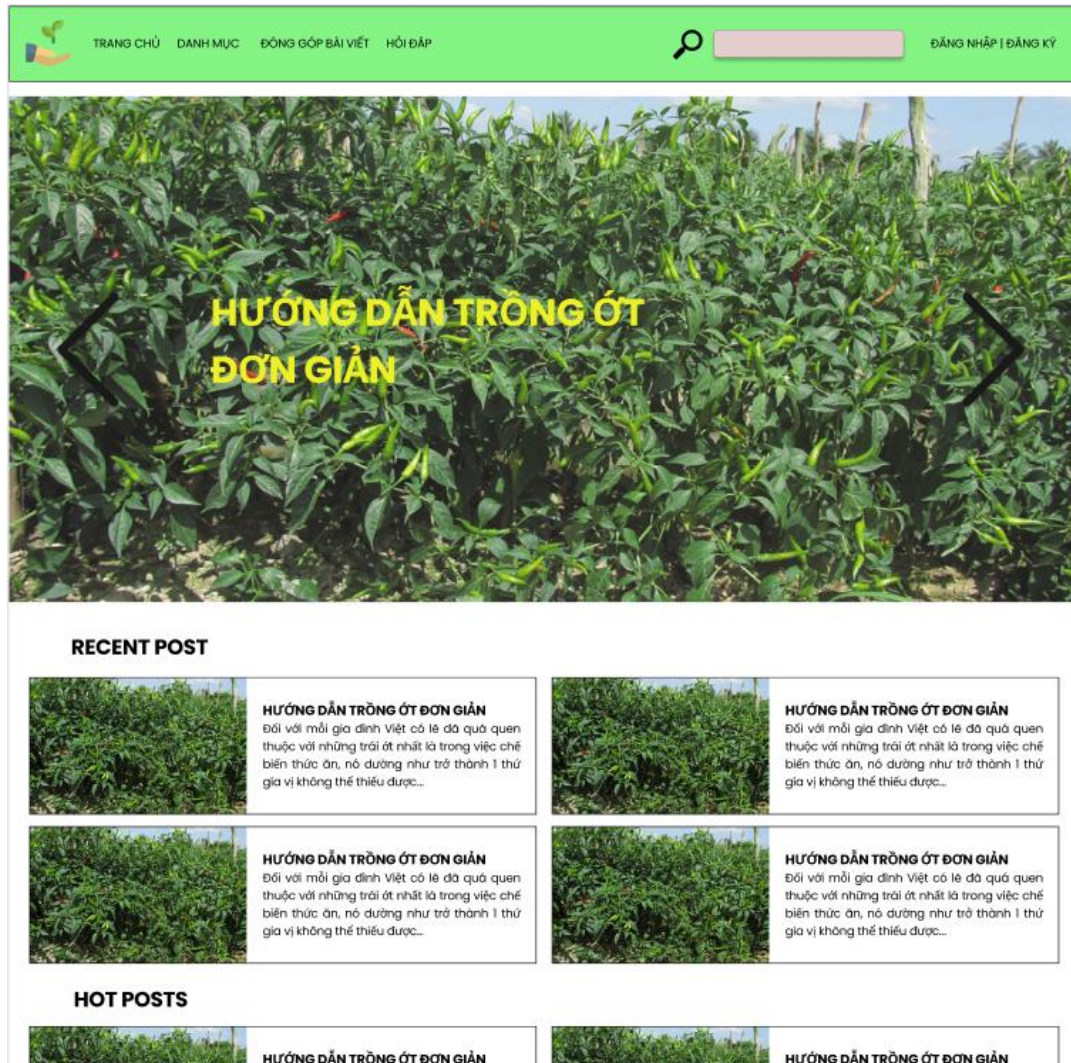 TRANG CHỦ DANH MỤC ĐÓNG GÓP BÀI VIẾT HỎI ĐÁP ĐĂNG NHẬP | ĐĂNG KÝ
HƯỚNG DẪN TRỒNG ỚT
ĐƠN GIẢN
RECENT POST
HƯỚNG DẪN TRỒNG ỚT ĐƠN GIẢN
Đối với mỗi gia đình Việt có lẽ đã quá quen
thuộc với những trái ớt nhất là trong việc chế
biến thức ăn, nó dường như trở thành 1 thứ
gia vị không thể thiếu được...
HƯỚNG DẪN TRỒNG ỚT ĐƠN GIẢN
Đối với mỗi gia đình Việt có lẽ đã quá quen
thuộc với những trái ớt nhất là trong việc chế
biến thức ăn, nó dường như trở thành 1 thứ
gia vị không thể thiếu được...
HƯỚNG DẪN TRỒNG ỚT ĐƠN GIẢN
Đối với mỗi gia đình Việt có lẽ đã quá quen
thuộc với những trái ớt nhất là trong việc chế
biến thức ăn, nó dường như trở thành 1 thứ
gia vị không thể thiếu được...
HƯỚNG DẪN TRỒNG ỚT ĐƠN GIẢN
Đối với mỗi gia đình Việt có lẽ đã quá quen
thuộc với những trái ớt nhất là trong việc chế
biến thức ăn, nó dường như trở thành 1 thứ
gia vị không thể thiếu được...
HOT POSTS
HƯỚNG DẪN TRỒNG ỚT ĐƠN GIẢN
HƯỚNG DẪN TRỒNG ỚT ĐƠN GIẢN